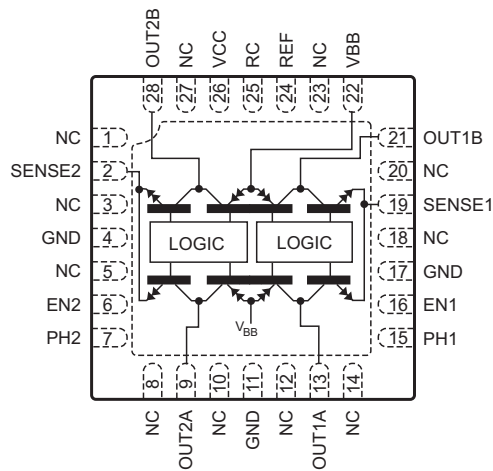 OUT2B
NC
VCC
RC
REF
NC
VBB
28
27
26
25
24
23
22
NC 1
SENSE2 2
NC 3
GND 4
NC 5
EN2 6
PH2 7
21 OUT1B
20 NC
19 SENSE1
18 NC
17 GND
16 EN1
15 PH1
LOGIC
LOGIC
VBB
8
9
10
11
12
13
14
NC
OUT2A
NC
GND
NC
OUT1A
NC